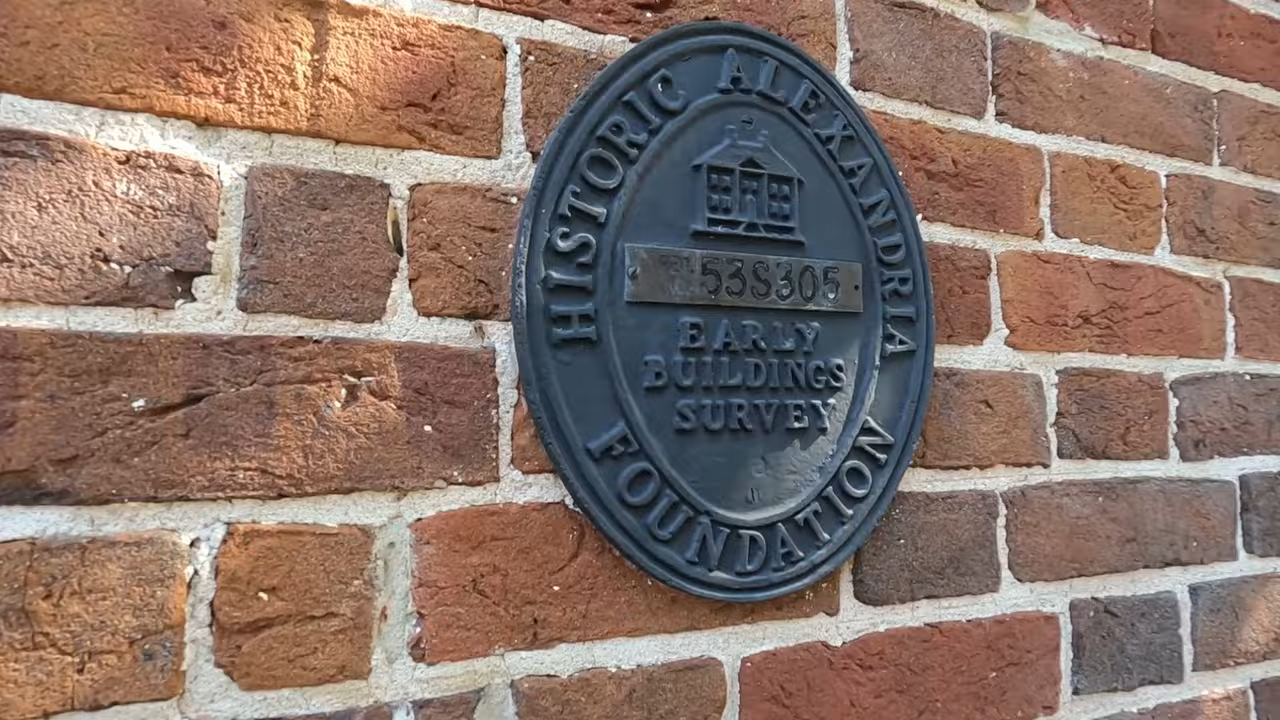 HISTORIC ALEXANDRIA
53S305
EARLY
BUILDINGS
SURVEY
FOUNDATION